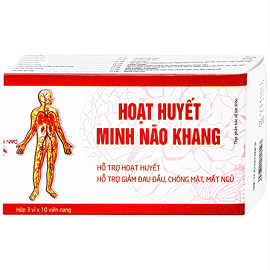 HOẠT HUYẾT
MINH NÃO KHANG
HỖ TRỢ HOẠT HUYẾT
HỖ TRỢ GIẢM ĐAU ĐẦU, CHÓNG MẶT, MẤT NGỦ
Hộp 3 vỉ x 10 viên nang